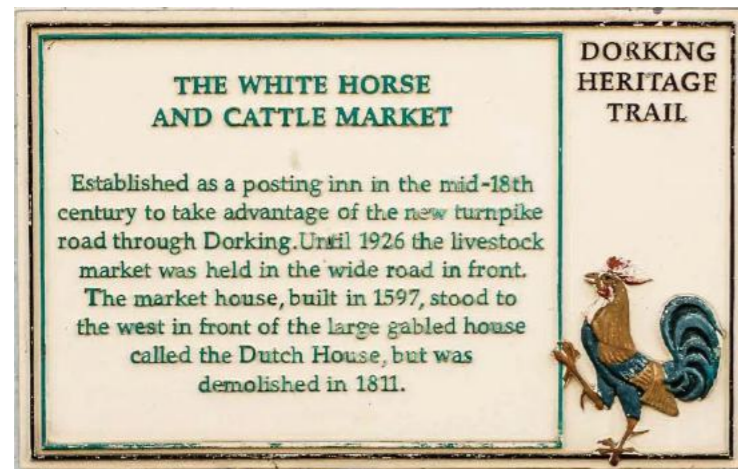 THE WHITE HORSE
AND CATTLE MARKET
Established as a posting inn in the mid-18th
century to take advantage of the new turnpike
road through Dorking. Until 1926 the livestock
market was held in the wide road in front.
The market house, built in 1597, stood to
the west in front of the large gabled house
called the Dutch House, but was
demolished in 1811.
DORKING
HERITAGE
TRAIL